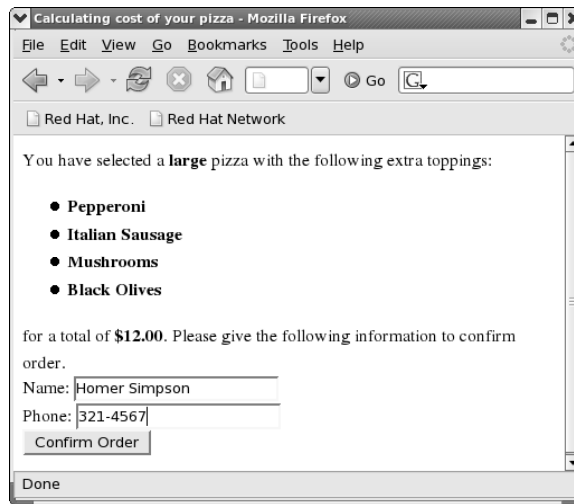 Calculating cost of your pizza - Mozilla Firefox
File Edit View Go Bookmarks Tools Help
Go G
Red Hat, Inc. Red Hat Network
You have selected a large pizza with the following extra toppings:
Pepperoni
Italian Sausage
Mushrooms
Black Olives
for a total of $12.00. Please give the following information to confirm
order.
Name: Homer Simpson
Phone: 321-4567
Confirm Order
Done